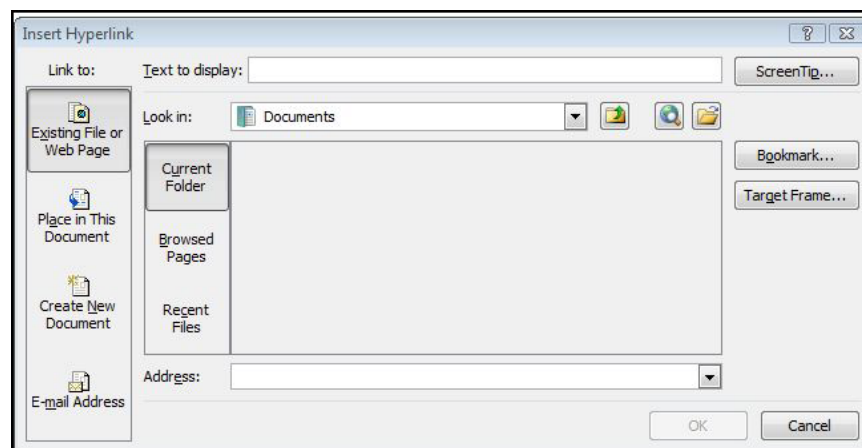 Insert Hyperlink
Link to:
Text to display:
ScreenTip...
Existing File or
Web Page
Look in:
Documents
Current
Folder
Bookmark...
Place in This
Document
Target Frame...
Browsed
Pages
Create New
Document
Recent
Files
E-mail Address
Address:
OK
Cancel